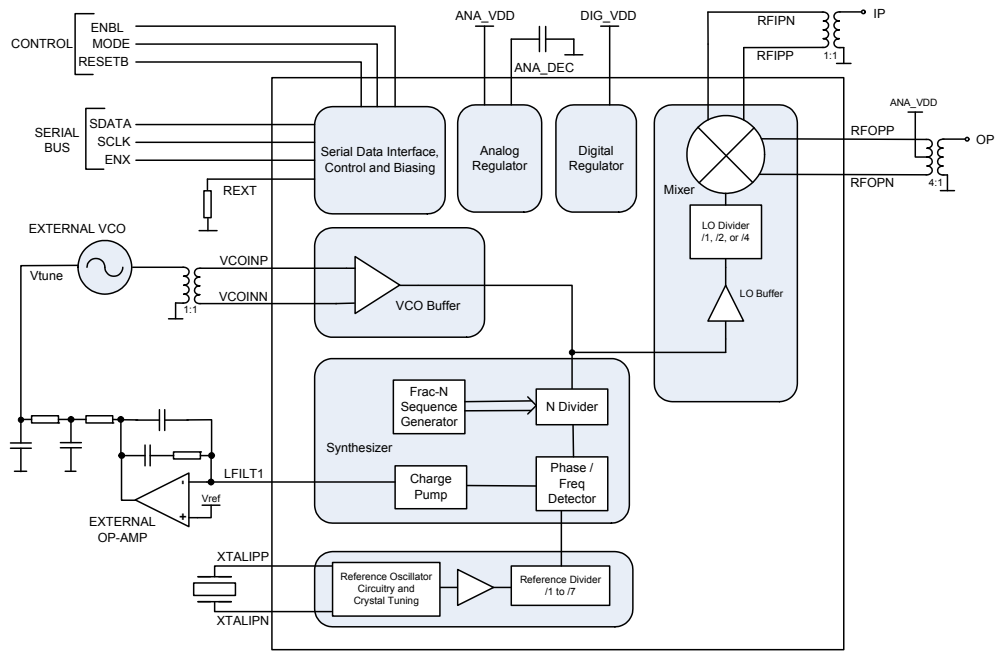 ANA_VDD
DIG_VDD
RFIPN
IP
ENBL
CONTROL
MODE
RESETB
ANA_DEC
RFIPP
1:1
ANA_VDD
SERIAL
BUS
SDATA
SCLK
ENX
REXT
Serial Data Interface,
Control and Biasing
Analog
Regulator
Digital
Regulator
Mixer
RFOPP
OP
RFOPN
4:1
LO Divider
/1, /2, or /4
EXTERNAL VCO
Vtune
VCOINP
VCOINN
1:1
VCO Buffer
LO Buffer
Frac-N
Sequence
Generator
N Divider
Synthesizer
Charge
Pump
Phase /
Freq
Detector
LFILT1
-
+
Vref
EXTERNAL
OP-AMP
XTALIPP
XTALIPN
Reference Oscillator
Circuitry and
Crystal Tuning
Reference Divider
/1 to /7